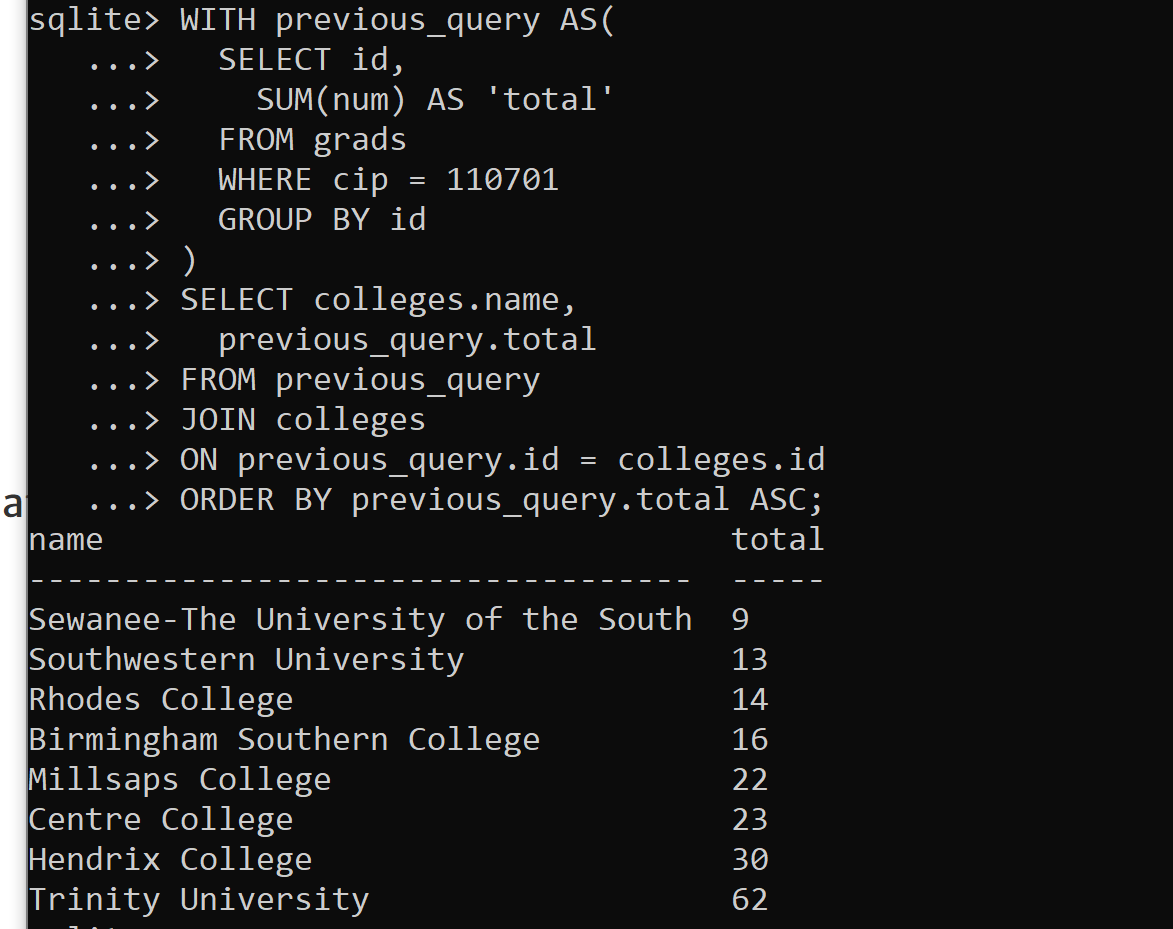 sqlite> WITH previous_query AS(
   ...>   SELECT id,
   ...>     SUM(num) AS 'total'
   ...>   FROM grads
   ...>   WHERE cip = 110701
   ...>   GROUP BY id
   ...> )
   ...> SELECT colleges.name,
   ...>   previous_query.total
   ...> FROM previous_query
   ...> JOIN colleges
   ...> ON previous_query.id = colleges.id
a   ...> ORDER BY previous_query.total ASC;
name                                 total
-----------------------------------  -----
Sewanee-The University of the South  9
Southwestern University              13
Rhodes College                       14
Birmingham Southern College          16
Millsaps College                     22
Centre College                       23
Hendrix College                      30
Trinity University                   62